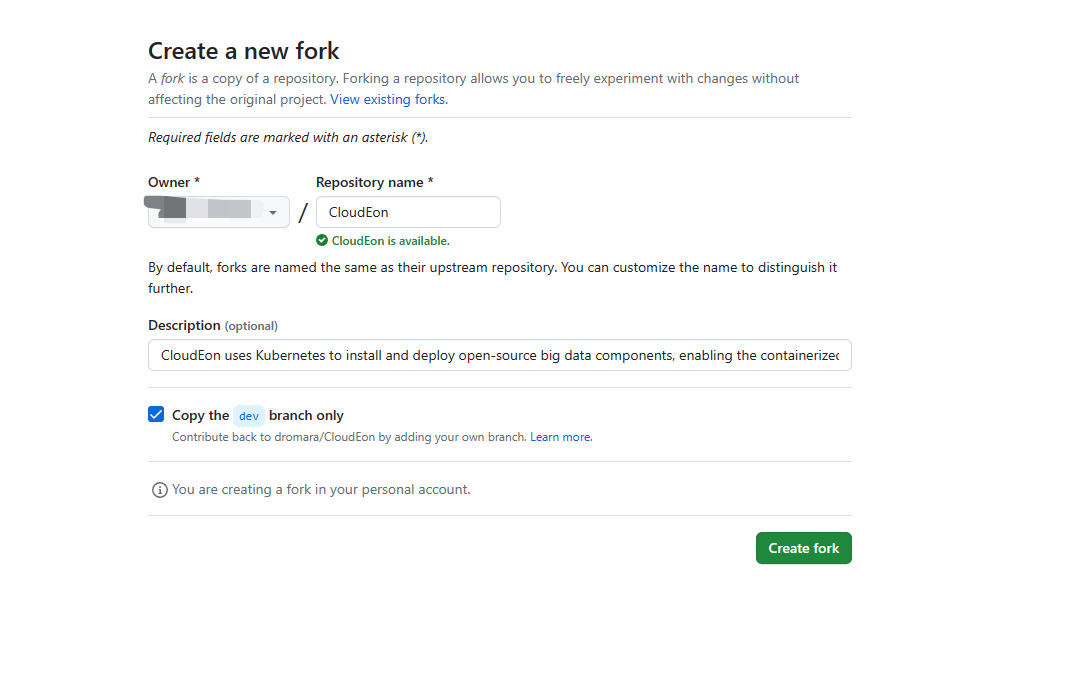 Create a new fork
A fork is a copy of a repository. Forking a repository allows you to freely experiment with changes without
affecting the original project. View existing forks.
Required fields are marked with an asterisk (*).
Owner * Repository name *
/ CloudEon
CloudEon is available.
By default, forks are named the same as their upstream repository. You can customize the name to distinguish it
further.
Description (optional)
CloudEon uses Kubernetes to install and deploy open-source big data components, enabling the
Copy the dev branch only
Contribute back to dromara/CloudEon by adding your own branch. Learn more.
You are creating a fork in your personal account.
Create fork